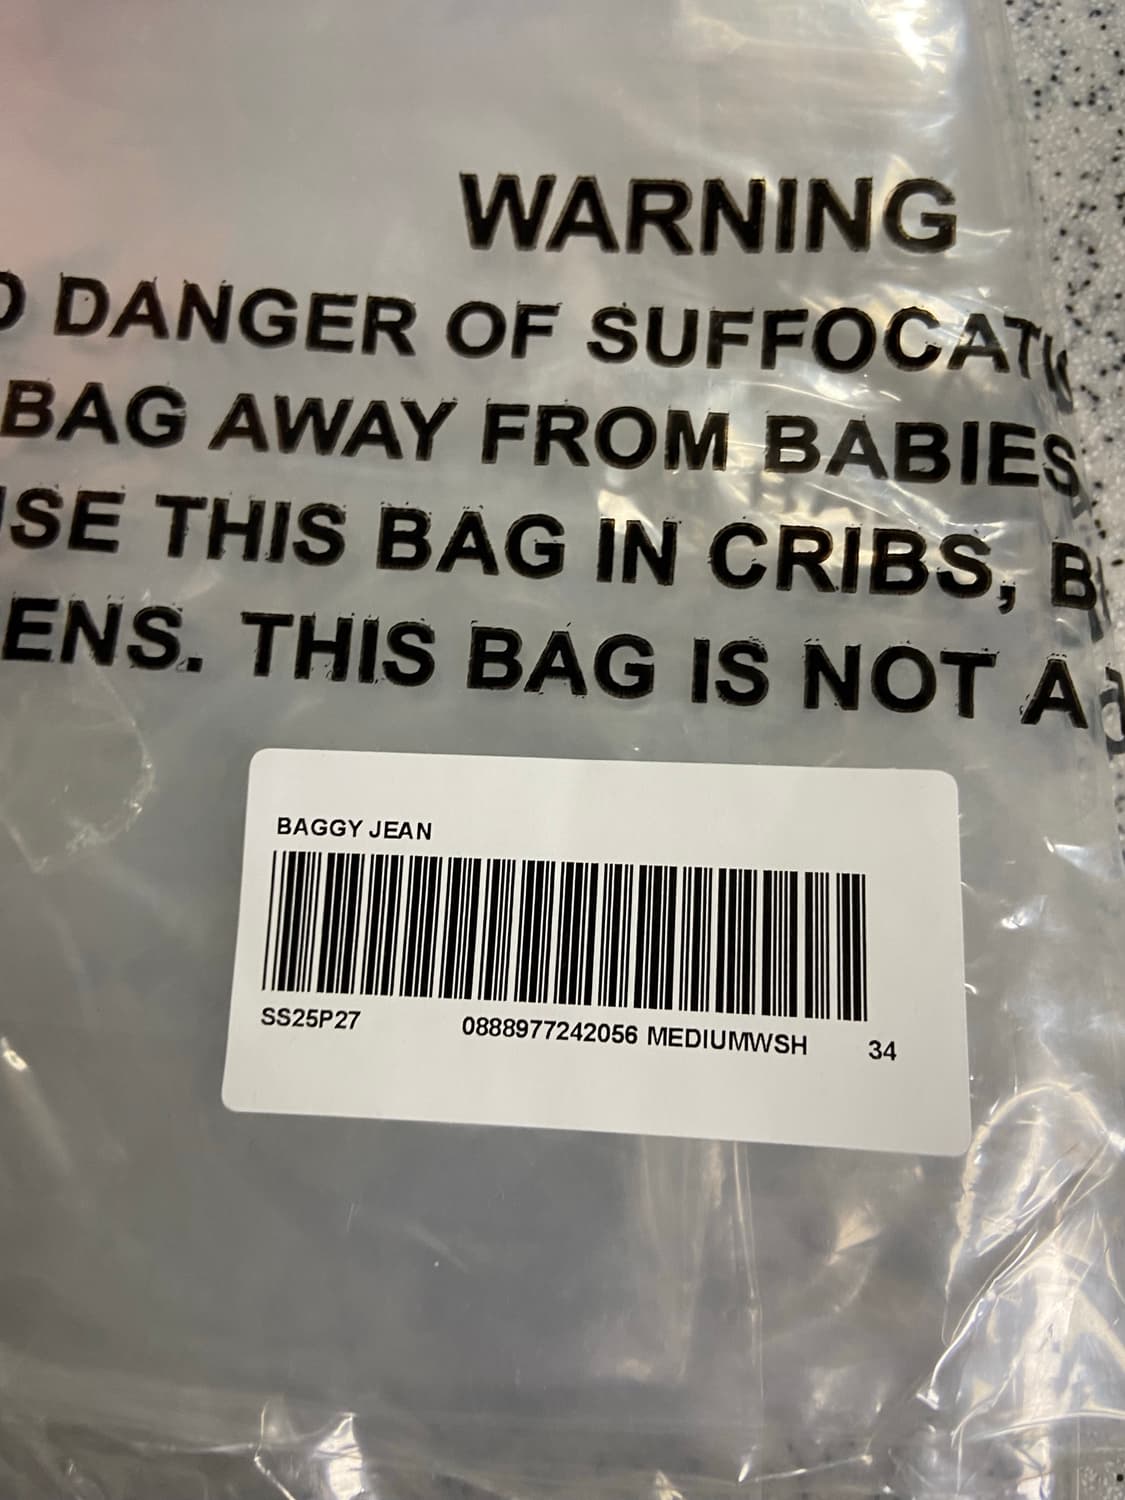 WARNING
DANGER OF SUFFOCAT
BAG AWAY FROM BABIES
SE THIS BAG IN CRIBS, B
ENS. THIS BAG IS NOT A
BAGGY JEAN
SS25P27 0888977242056 MEDIUMWSH 34